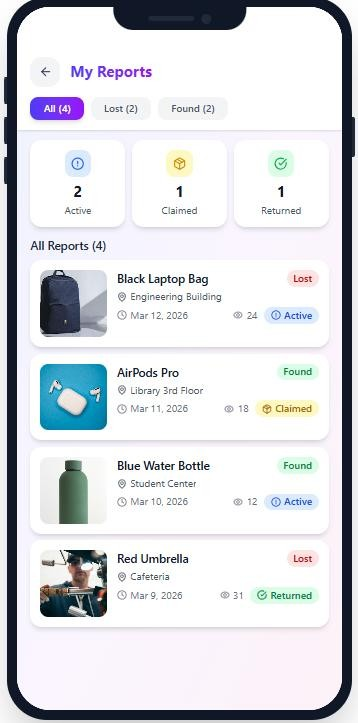 My Reports
All (4) Lost (2) Found (2)
2 1 1
Active Claimed Returned
All Reports (4)
Black Laptop Bag Lost
Engineering Building
Mar 12, 2026 24 Active
AirPods Pro Found
Library 3rd Floor
Mar 11, 2026 18 Claimed
Blue Water Bottle Found
Student Center
Mar 10, 2026 12 Active
Red Umbrella Lost
Cafeteria
Mar 9, 2026 31 Returned